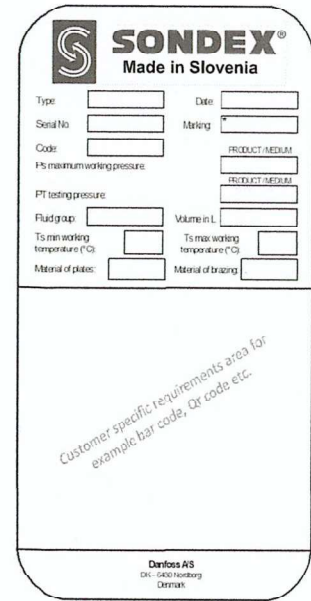 SONDEX®
Made in Slovenia
Type: Date:
Serial No. Marking: *
Code: PRODUCT/MEDIUM
Ps maximum working pressure:
PRODUCT/MEDIUM
PT testing pressure:
Fluid group: Volume in L:
Ts min working temperature (°C): Ts max working temperature (°C):
Material of plates: Material of brazing:
Customer specific requirements area for
example bar code, Qr code etc.
Danfoss A/S
DK - 6430 Nordborg
Denmark